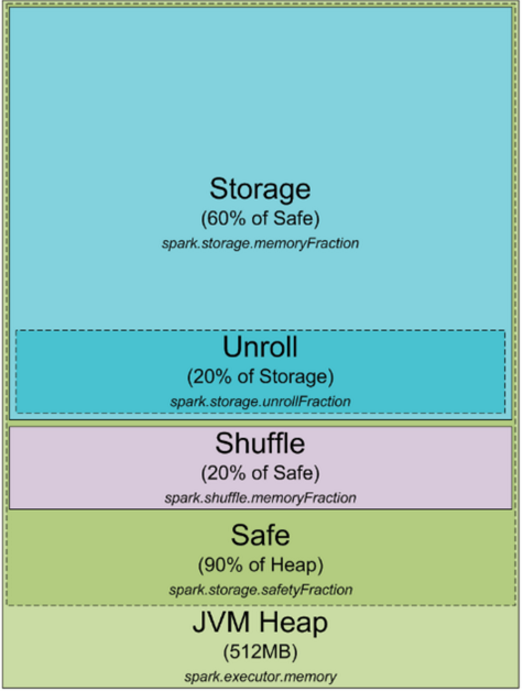 Storage
(60% of Safe)
spark.storage.memoryFraction
Unroll
(20% of Storage)
spark.storage.unrollFraction
Shuffle
(20% of Safe)
spark.shuffle.memoryFraction
Safe
(90% of Heap)
spark.storage.safetyFraction
JVM Heap
(512MB)
spark.executor.memory